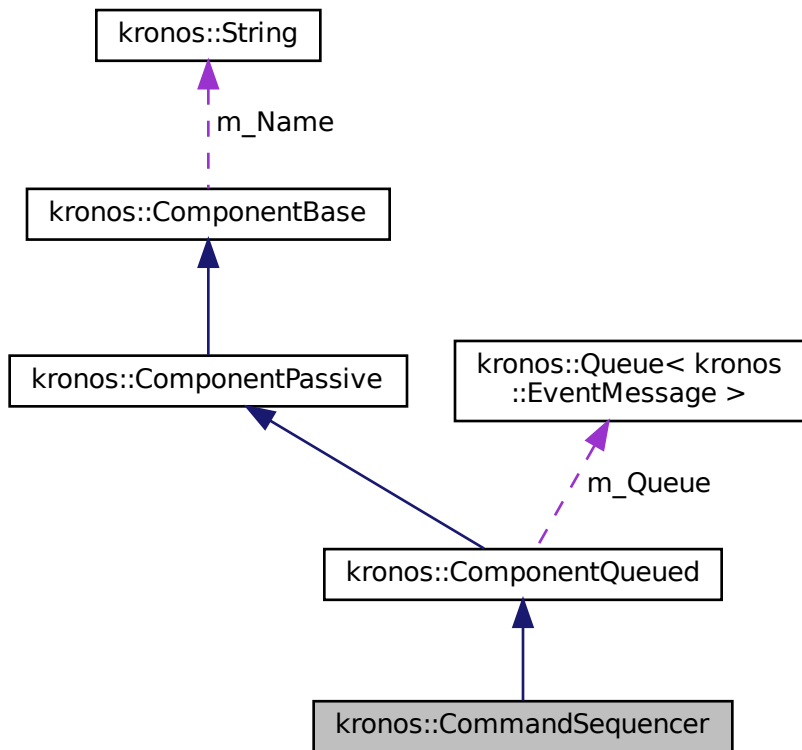 kronos::String
m_Name
kronos::ComponentBase
kronos::ComponentPassive
kronos::Queue< kronos
::EventMessage >
m_Queue
kronos::ComponentQueued
kronos::CommandSequencer